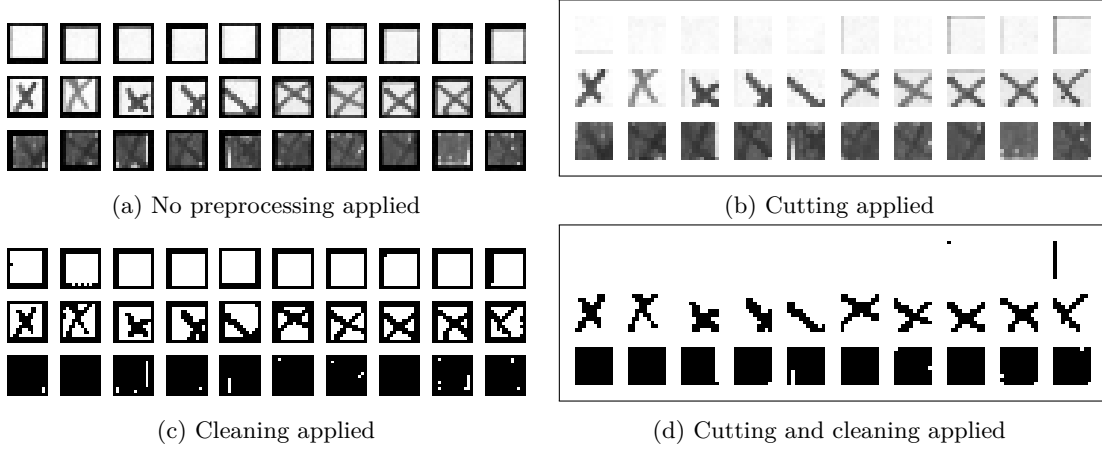 (a) No preprocessing applied
(b) Cutting applied
(c) Cleaning applied
(d) Cutting and cleaning applied